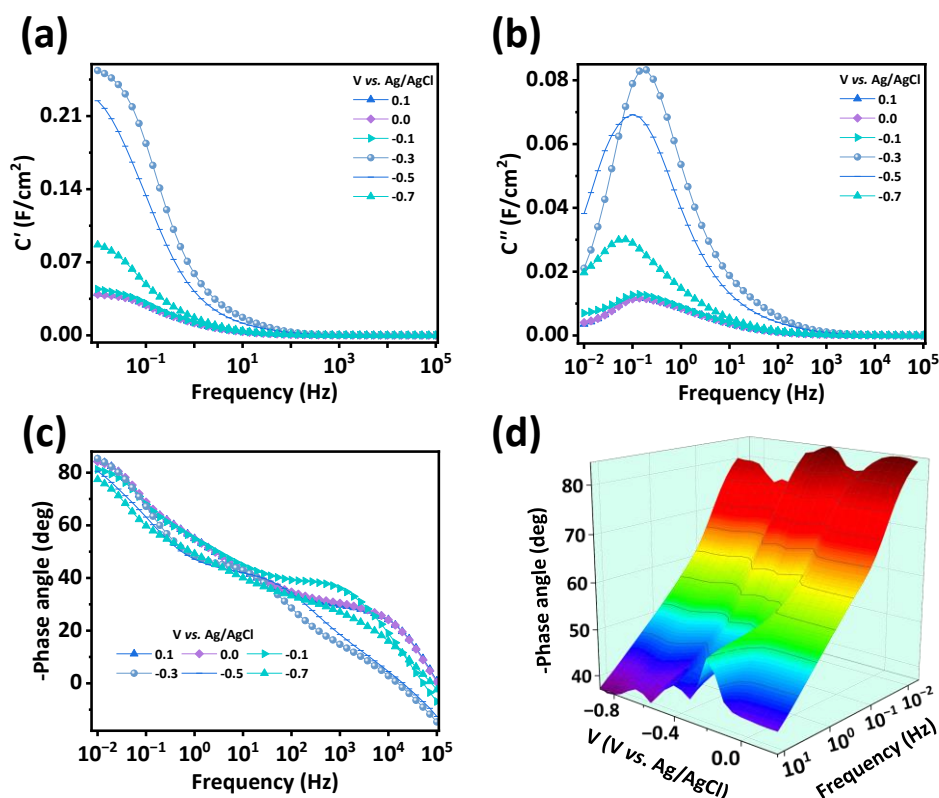 (a)
C′ (F/cm²)
0.21
0.14
0.07
0.00
10⁻¹ 10¹ 10³ 10⁵
Frequency (Hz)
V vs. Ag/AgCl
0.1
0.0
-0.1
-0.3
-0.5
-0.7
(b)
C″ (F/cm²)
0.08
0.06
0.04
0.02
0.00
10⁻² 10⁻¹ 10⁰ 10¹ 10² 10³ 10⁴ 10⁵
Frequency (Hz)
V vs. Ag/AgCl
0.1
0.0
-0.1
-0.3
-0.5
-0.7
(c)
-Phase angle (deg)
80
60
40
20
0
V vs. Ag/AgCl
0.1 0.0 -0.1
-0.3 -0.5 -0.7
10⁻² 10⁻¹ 10⁰ 10¹ 10² 10³ 10⁴ 10⁵
Frequency (Hz)
(d)
-Phase angle (deg)
80
70
60
50
40
−0.8 −0.4 0.0
V (V vs. Ag/AgCl)
10¹ 10⁰ 10⁻¹ 10⁻²
Frequency (Hz)